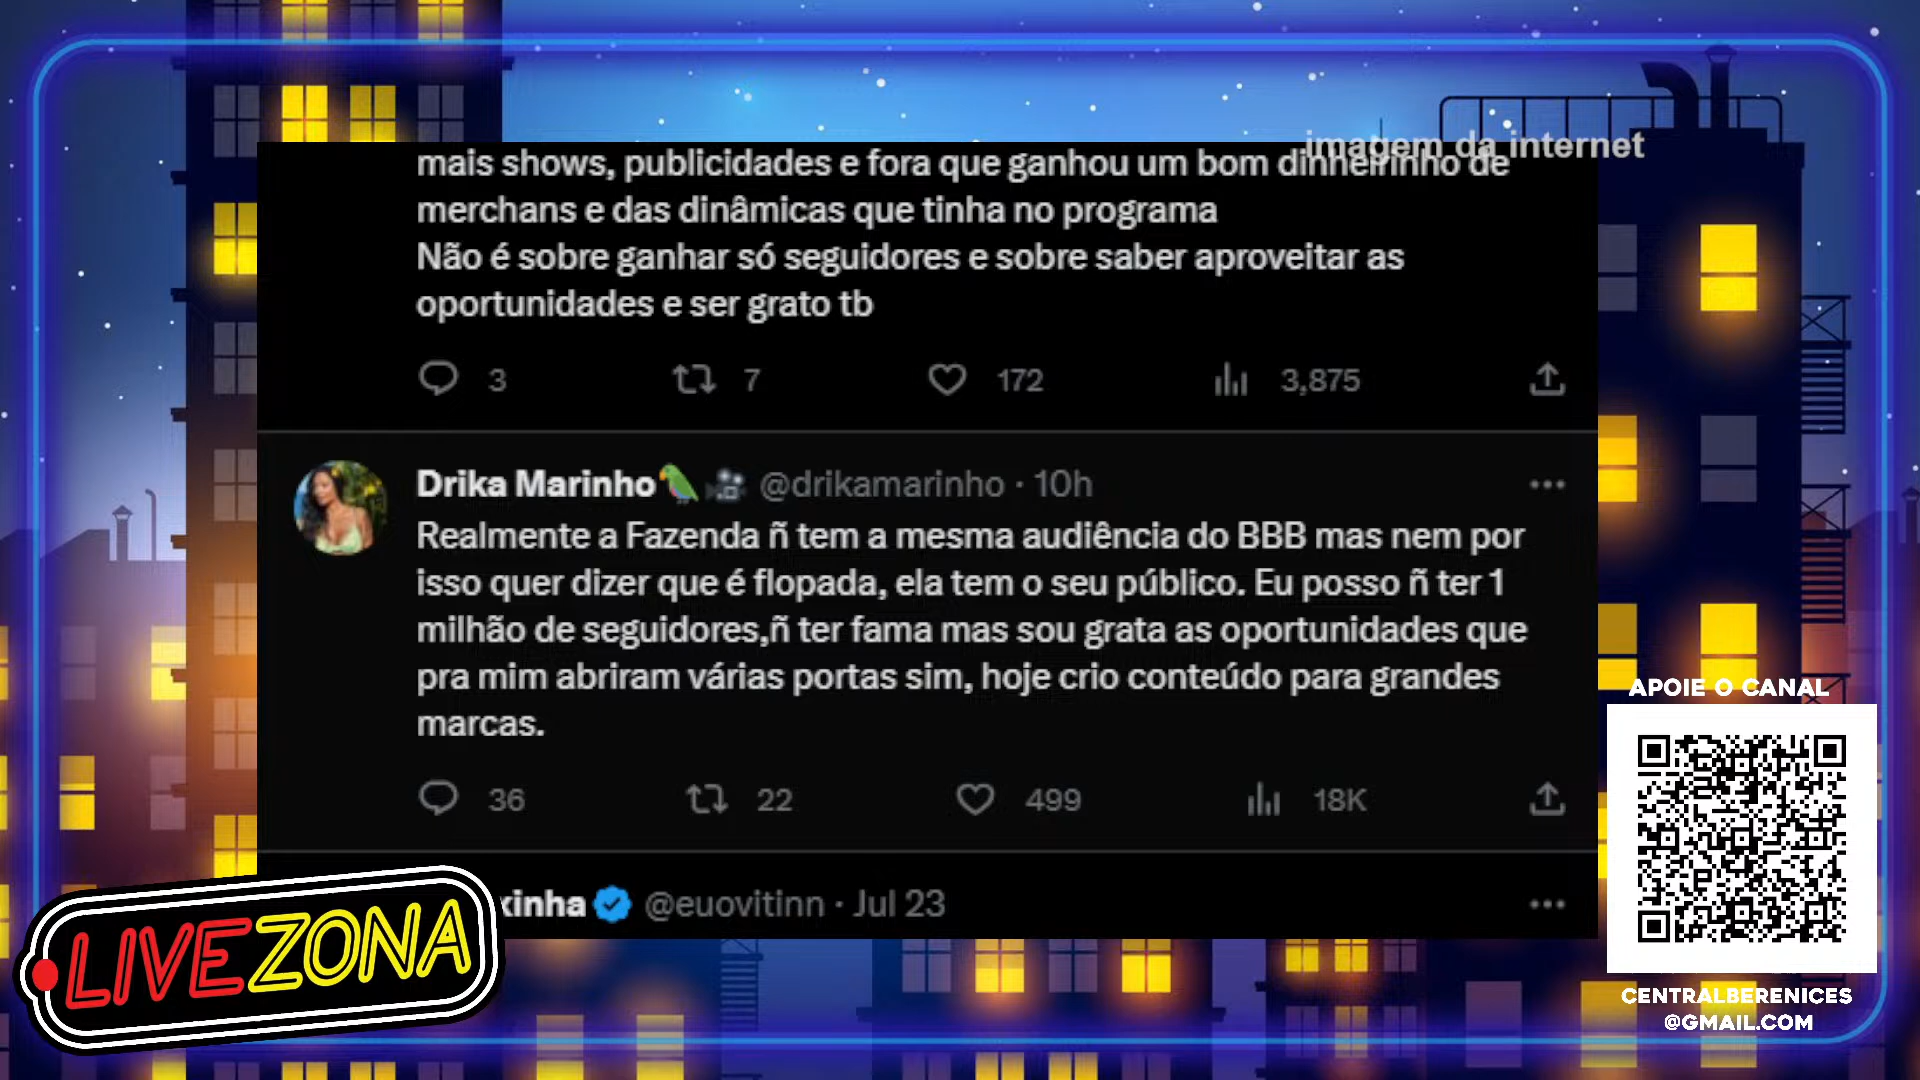 imagem da internet
mais shows, publicidades e fora que ganhou um bom dinheirinho de
merchans e das dinâmicas que tinha no programa
Não é sobre ganhar só seguidores e sobre saber aproveitar as
oportunidades e ser grato tb
3 7 172 3,875
Drika Marinho @drikamarinho · 10h
Realmente a Fazenda ñ tem a mesma audiência do BBB mas nem por
isso quer dizer que é flopada, ela tem o seu público. Eu posso ñ ter 1
milhão de seguidores,ñ ter fama mas sou grata as oportunidades que
pra mim abriram várias portas sim, hoje crio conteúdo para grandes
marcas.
36 22 499 18K
xinha @euovitinn · Jul 23
LIVEZONA
APOIE O CANAL
CENTRALBERENICES
@GMAIL.COM